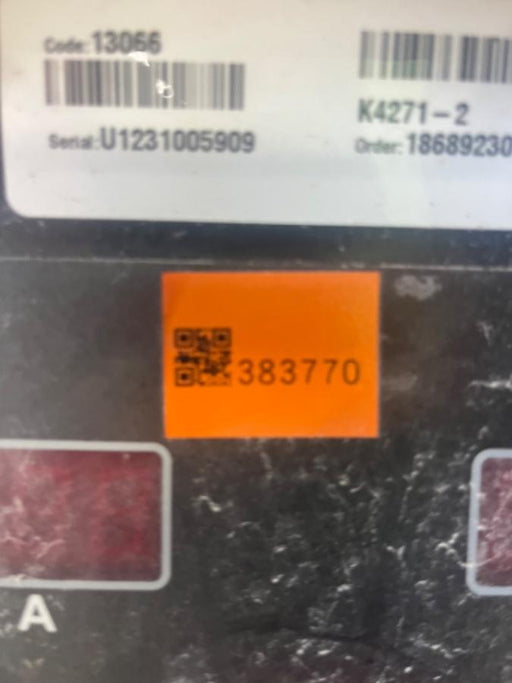 Code: 13066
Serial: U1231005909
K4271-2
Order: 18689230
383770
A